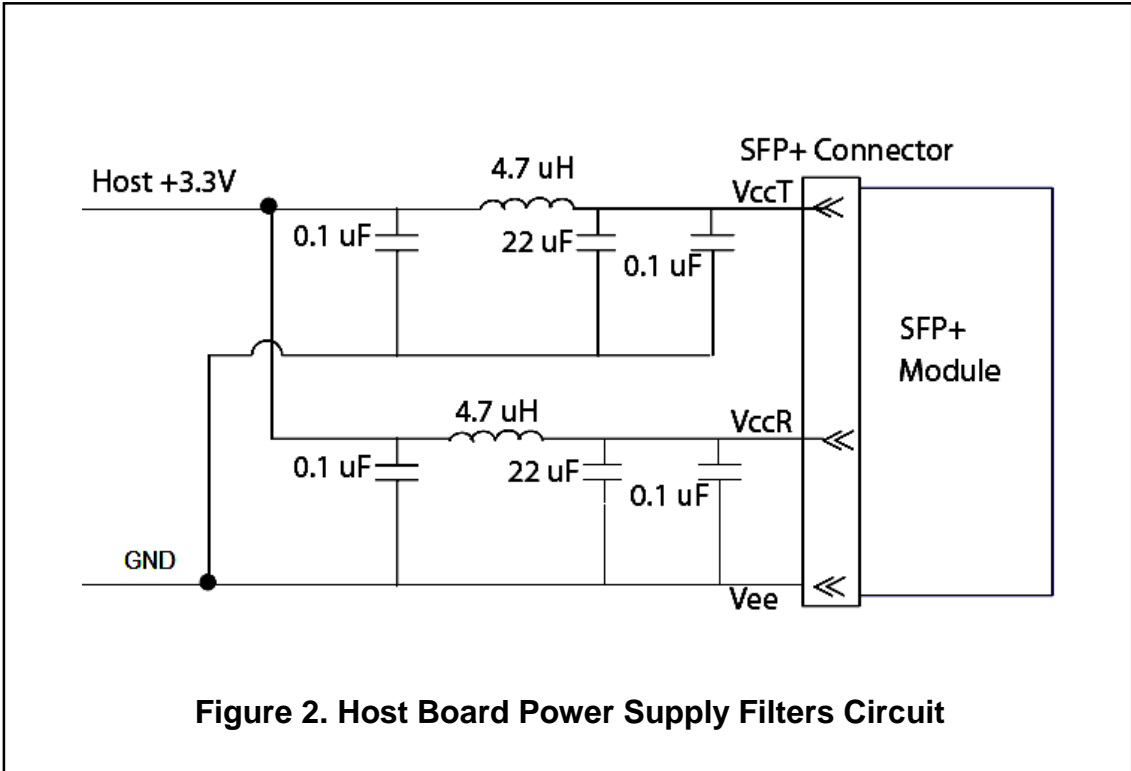 SFP+ Connector
4.7 uH
VccT
Host +3.3V
0.1 uF
22 uF
0.1 uF
SFP+
Module
4.7 uH
VccR
0.1 uF
22 uF
0.1 uF
GND
Vee
Figure 2. Host Board Power Supply Filters Circuit